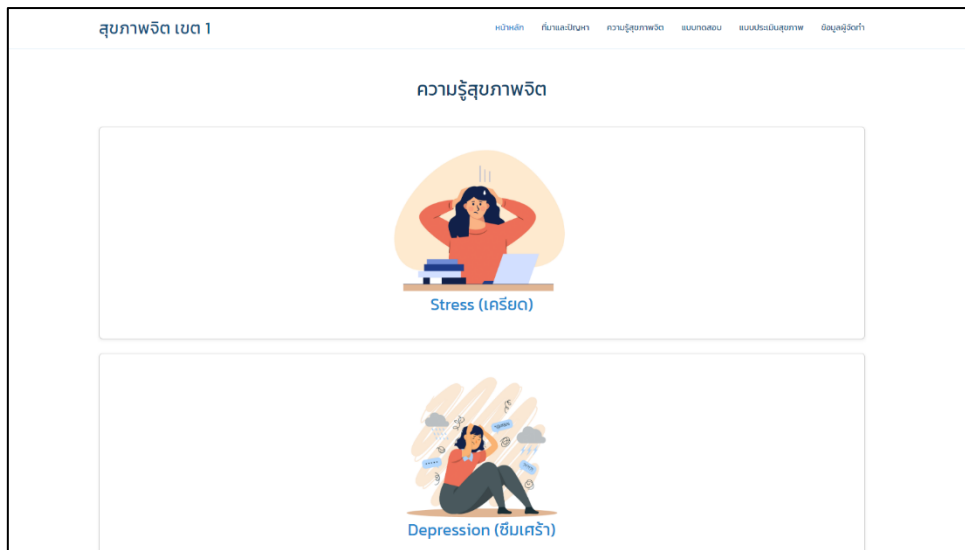 สุขภาพจิต เขต 1
หน้าหลัก ที่มาและปัญหา ความรู้สุขภาพจิต แบบทดสอบ แบบประเมินสุขภาพ ข้อมูลผู้จัดทำ
ความรู้สุขภาพจิต
Stress (เครียด)
Depression (ซึมเศร้า)